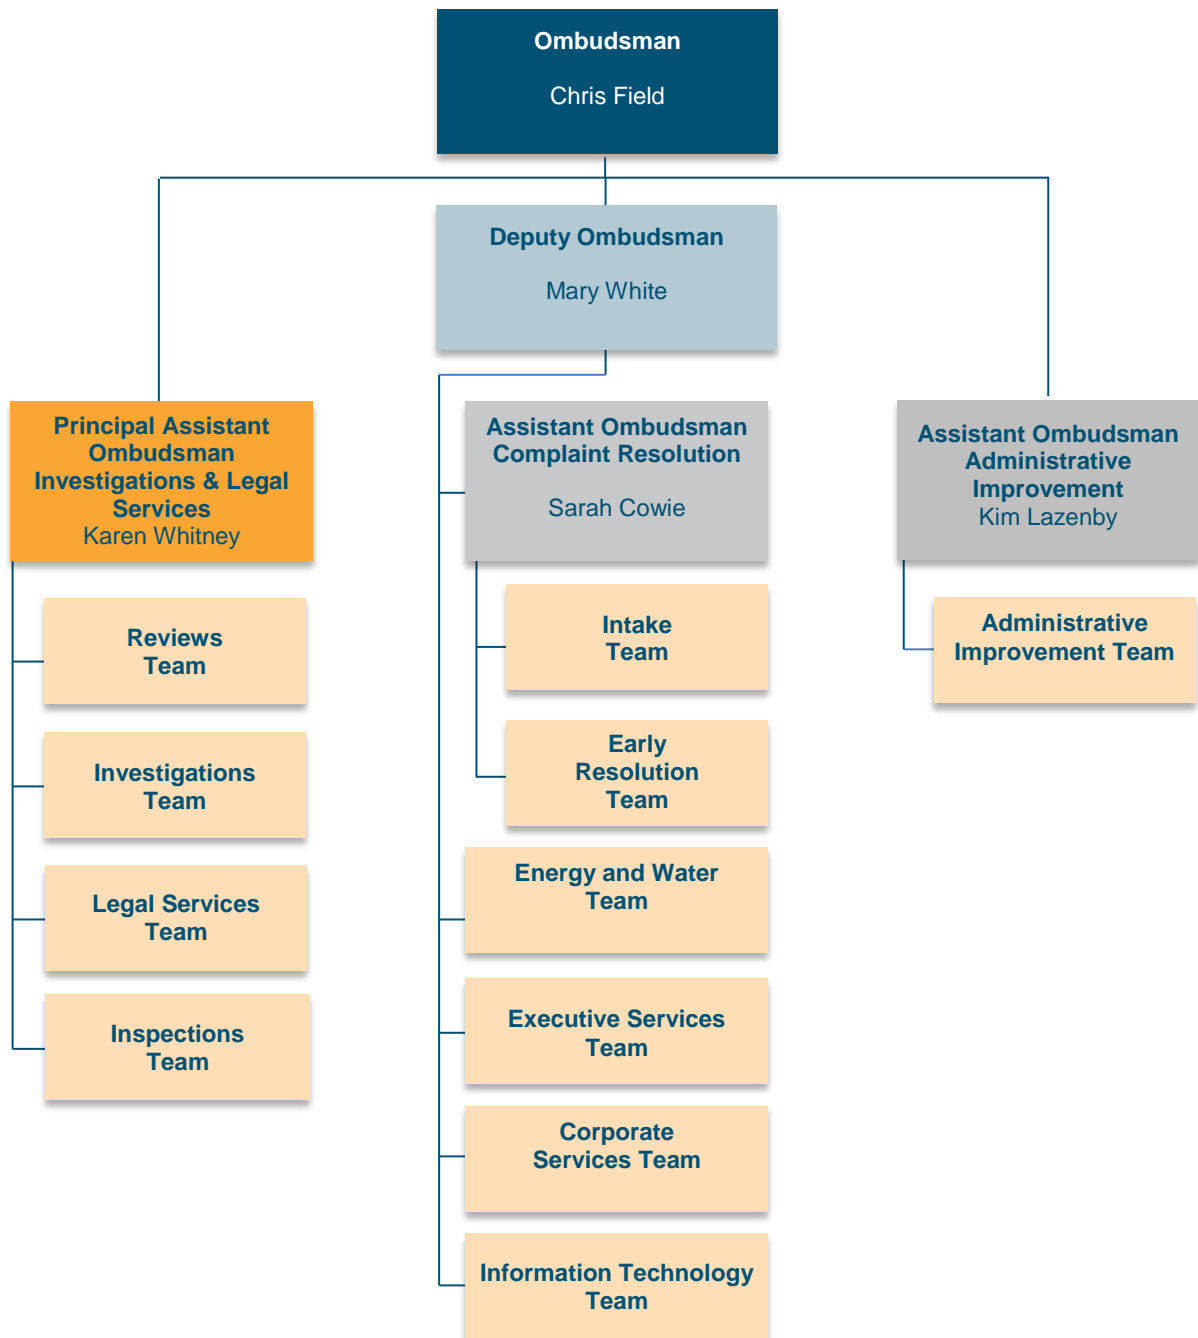 Ombudsman
Chris Field
Deputy Ombudsman
Mary White
Principal Assistant
Ombudsman
Investigations & Legal
Services
Karen Whitney
Reviews
Team
Investigations
Team
Legal Services
Team
Inspections
Team
Assistant Ombudsman
Complaint Resolution
Sarah Cowie
Intake
Team
Early
Resolution
Team
Energy and Water
Team
Executive Services
Team
Corporate
Services Team
Information Technology
Team
Assistant Ombudsman
Administrative
Improvement
Kim Lazenby
Administrative
Improvement Team